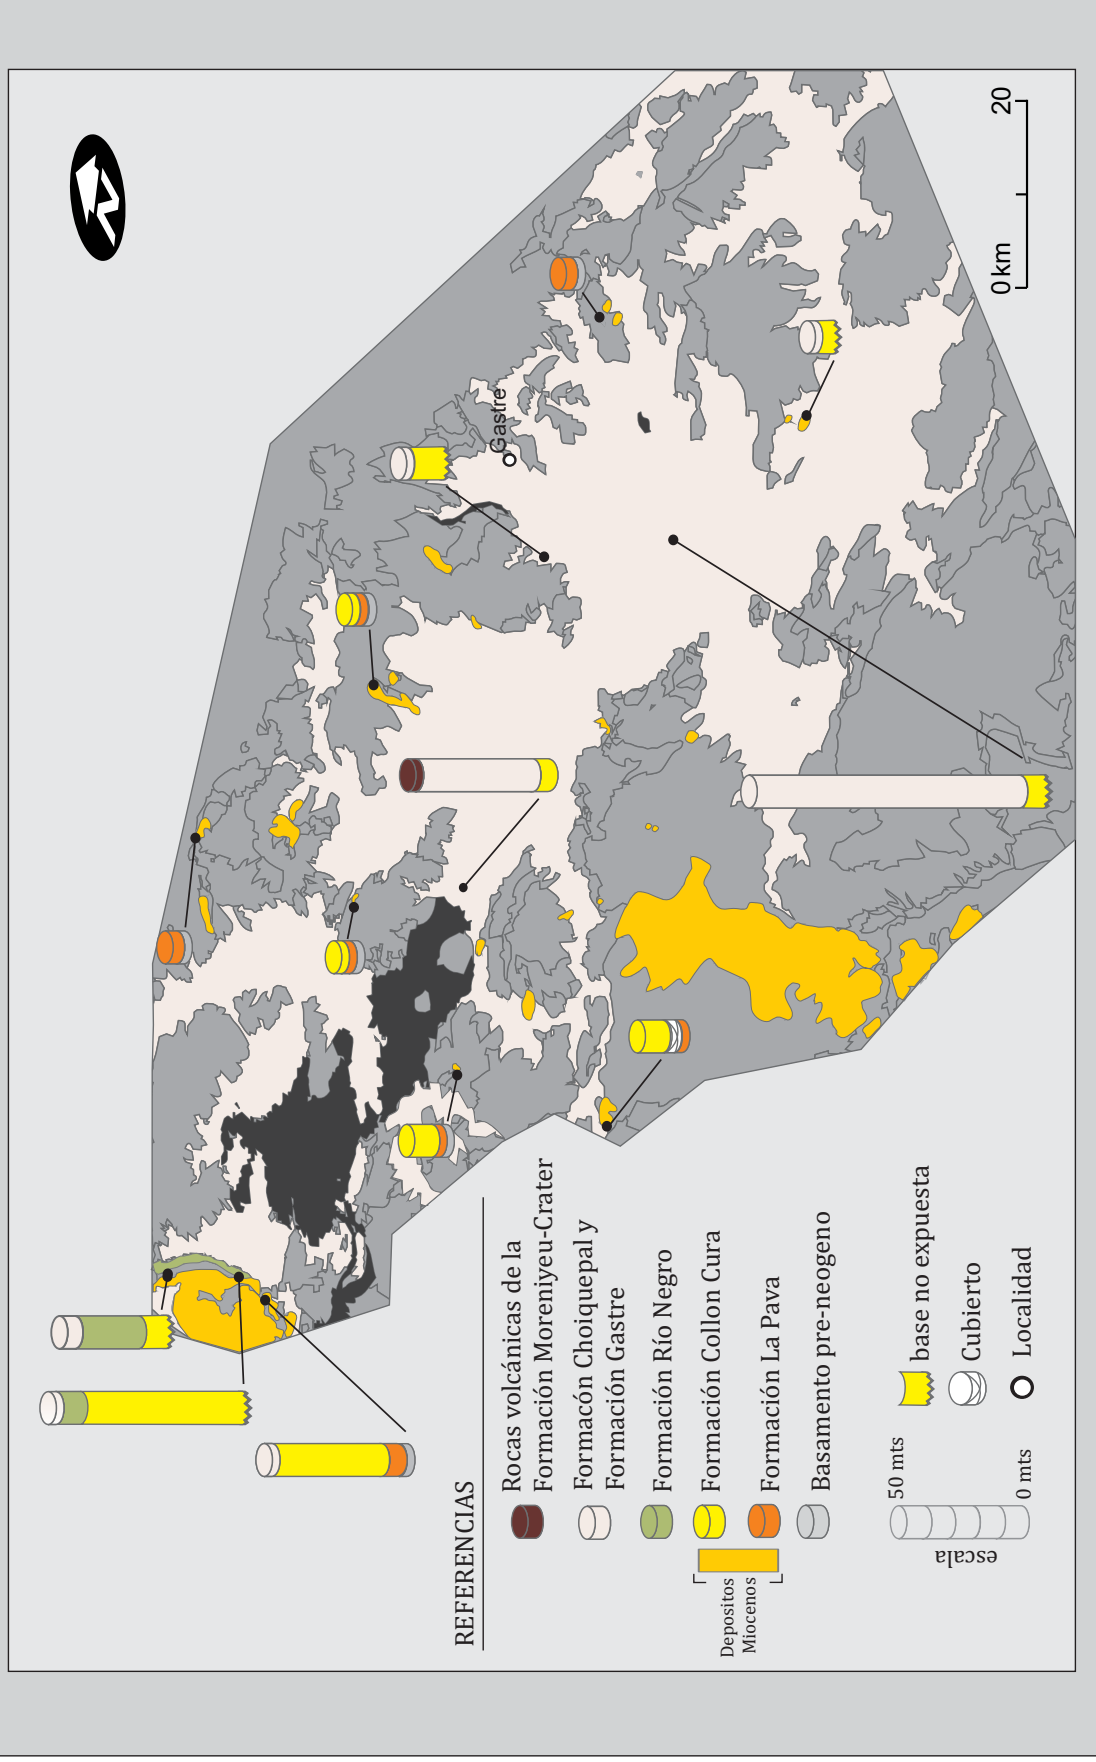 Gastre
0 km
20
REFERENCIAS
Rocas volcánicas de la
Formación Moreniyeu-Crater
Formacón Choiquepal y
Formación Gastre
Formación Río Negro
Formación Collon Cura
Formación La Pava
Basamento pre-neogeno
Depositos
Miocenos
base no expuesta
Cubierto
Localidad
50 mts
0 mts
escala